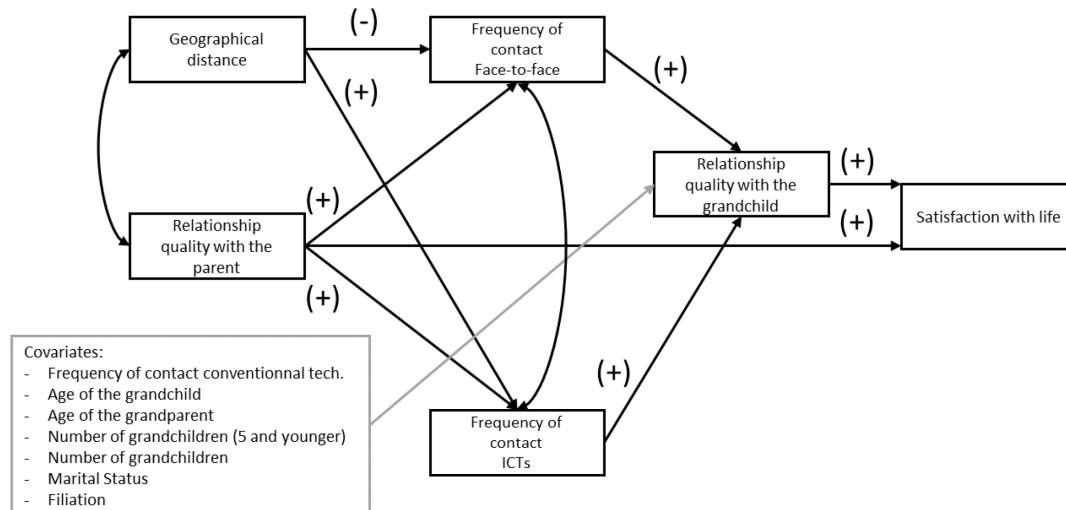 Geographical
distance
(-)
Frequency of
contact
Face-to-face
(+)
(+)
Relationship
quality with the
grandchild
(+)
Satisfaction with life
(+)
Relationship
quality with the
parent
(+)
(+)
(+)
Frequency of
contact
ICTs
Covariates:
- Frequency of contact conventionnal tech.
- Age of the grandchild
- Age of the grandparent
- Number of grandchildren (5 and younger)
- Number of grandchildren
- Marital Status
- Filiation